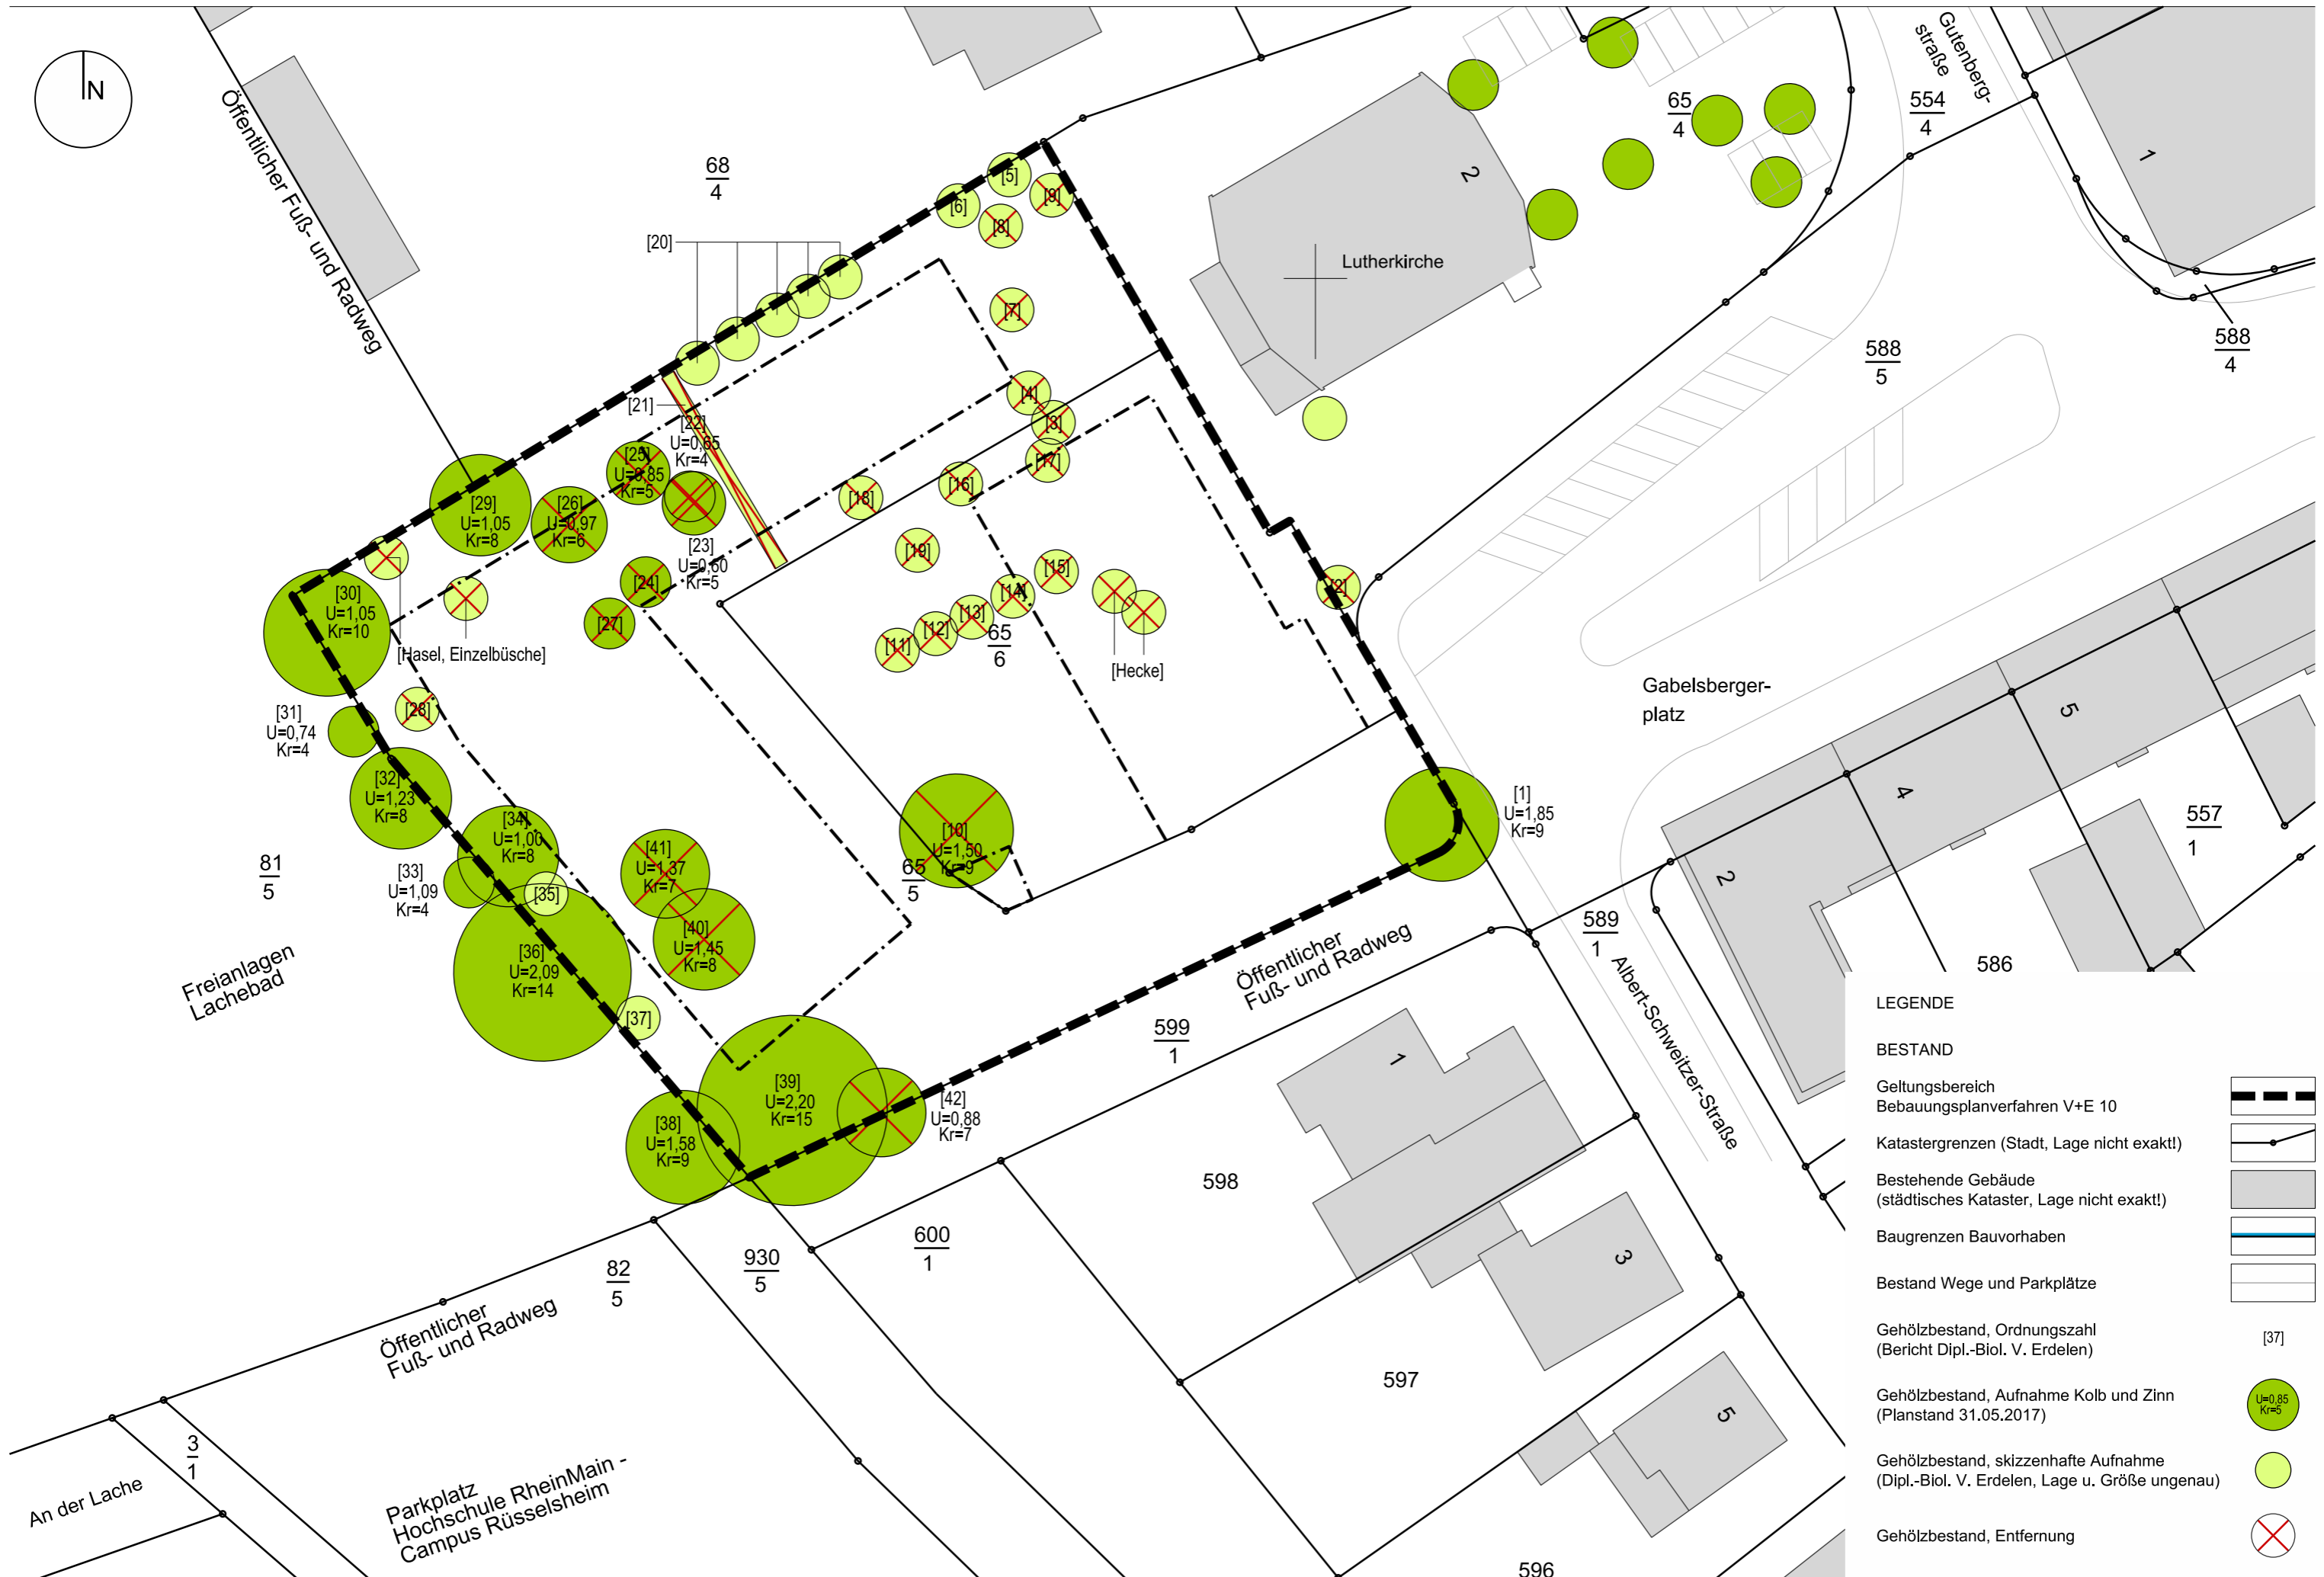 N
Öffentlicher Fuß- und Radweg
68
4
[20]
[6]
[5]
[9]
[8]
[7]
2
Lutherkirche
65
4
554
4
Gutenberg-
straße
1
588
5
588
4
[21]
[22]
U=0,65
Kr=4
[25]
U=0,85
Kr=5
[4]
[3]
[17]
[16]
[18]
[19]
[29]
U=1,05
Kr=8
[26]
U=0,97
Kr=6
[23]
U=0,60
Kr=5
[24]
[27]
[30]
U=1,05
Kr=10
[Hasel, Einzelbüsche]
[15]
[14]
[13]
[12]
[11]
65
6
[Hecke]
[2]
[28]
[31]
U=0,74
Kr=4
[32]
U=1,23
Kr=8
Gabelsberger-
platz
[34]
U=1,00
Kr=8
[33]
U=1,09
Kr=4
[35]
[41]
U=1,37
Kr=7
[40]
U=1,45
Kr=8
[10]
U=1,50
Kr=9
65
5
[1]
U=1,85
Kr=9
81
5
Freianlagen
Lachebad
[36]
U=2,09
Kr=14
[37]
[39]
U=2,20
Kr=15
[38]
U=1,58
Kr=9
[42]
U=0,88
Kr=7
Öffentlicher
Fuß- und Radweg
599
1
589
1
Albert-Schweitzer-Straße
2
4
5
557
1
586
598
1
3
597
5
596
600
1
930
5
82
5
Öffentlicher
Fuß- und Radweg
3
1
An der Lache
Parkplatz
Hochschule RheinMain -
Campus Rüsselsheim
LEGENDE
BESTAND
Geltungsbereich
Bebauungsplanverfahren V+E 10
Katastergrenzen (Stadt, Lage nicht exakt!)
Bestehende Gebäude
(städtisches Kataster, Lage nicht exakt!)
Baugrenzen Bauvorhaben
Bestand Wege und Parkplätze
Gehölzbestand, Ordnungszahl
(Bericht Dipl.-Biol. V. Erdelen)
[37]
Gehölzbestand, Aufnahme Kolb und Zinn
(Planstand 31.05.2017)
U=0,85
Kr=5
Gehölzbestand, skizzenhafte Aufnahme
(Dipl.-Biol. V. Erdelen, Lage u. Größe ungenau)
Gehölzbestand, Entfernung